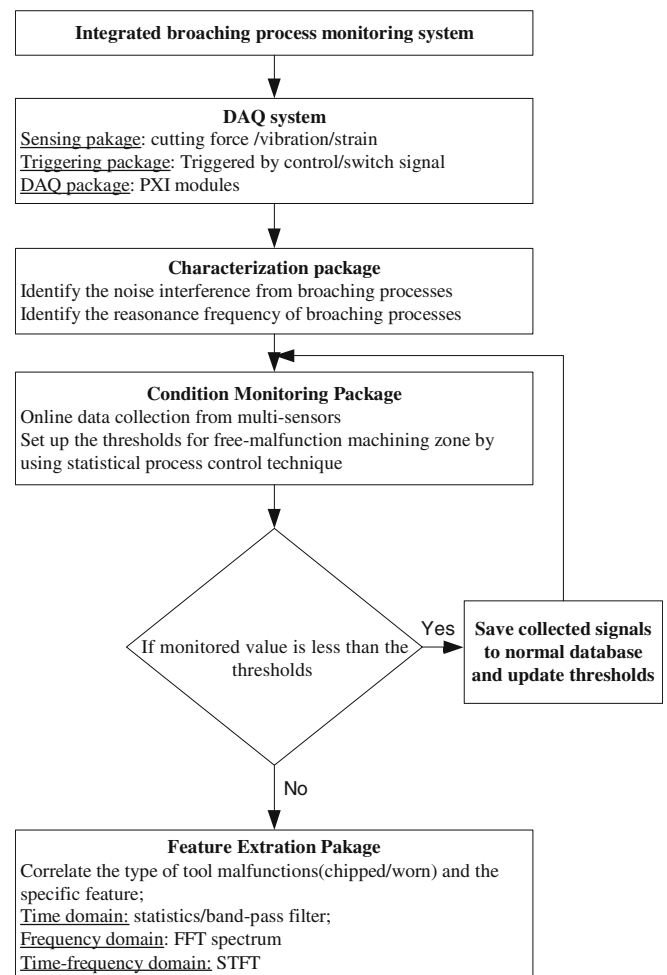 Integrated broaching process monitoring system
DAQ system
Sensing pakage: cutting force /vibration/strain
Triggering package: Triggered by control/switch signal
DAQ package: PXI modules
Characterization package
Identify the noise interference from broaching processes
Identify the reasonance frequency of broaching processes
Condition Monitoring Package
Online data collection from multi-sensors
Set up the thresholds for free-malfunction machining zone by
using statistical process control technique
If monitored value is less than the
thresholds
Yes
Save collected signals
to normal database
and update thresholds
No
Feature Extration Pakage
Correlate the type of tool malfunctions(chipped/worn) and the
specific feature;
Time domain: statistics/band-pass filter;
Frequency domain: FFT spectrum
Time-frequency domain: STFT